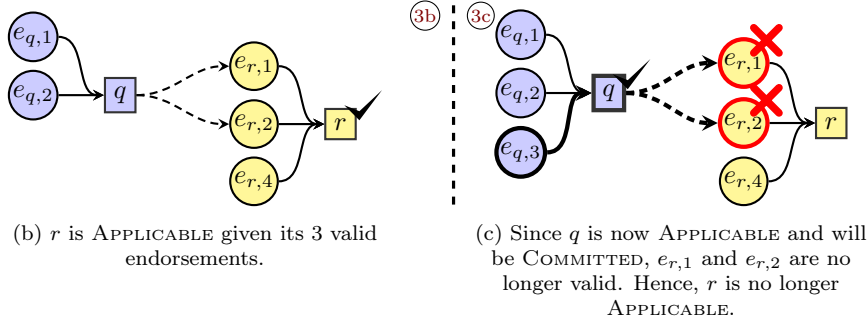 e_{q,1}
e_{q,2}
q
e_{r,1}
e_{r,2}
e_{r,4}
r
(b) r is APPLICABLE given its 3 valid
endorsements.
3b
3c
e_{q,1}
e_{q,2}
e_{q,3}
q
e_{r,1}
e_{r,2}
e_{r,4}
r
(c) Since q is now APPLICABLE and will
be COMMITTED, e_{r,1} and e_{r,2} are no
longer valid. Hence, r is no longer
APPLICABLE.